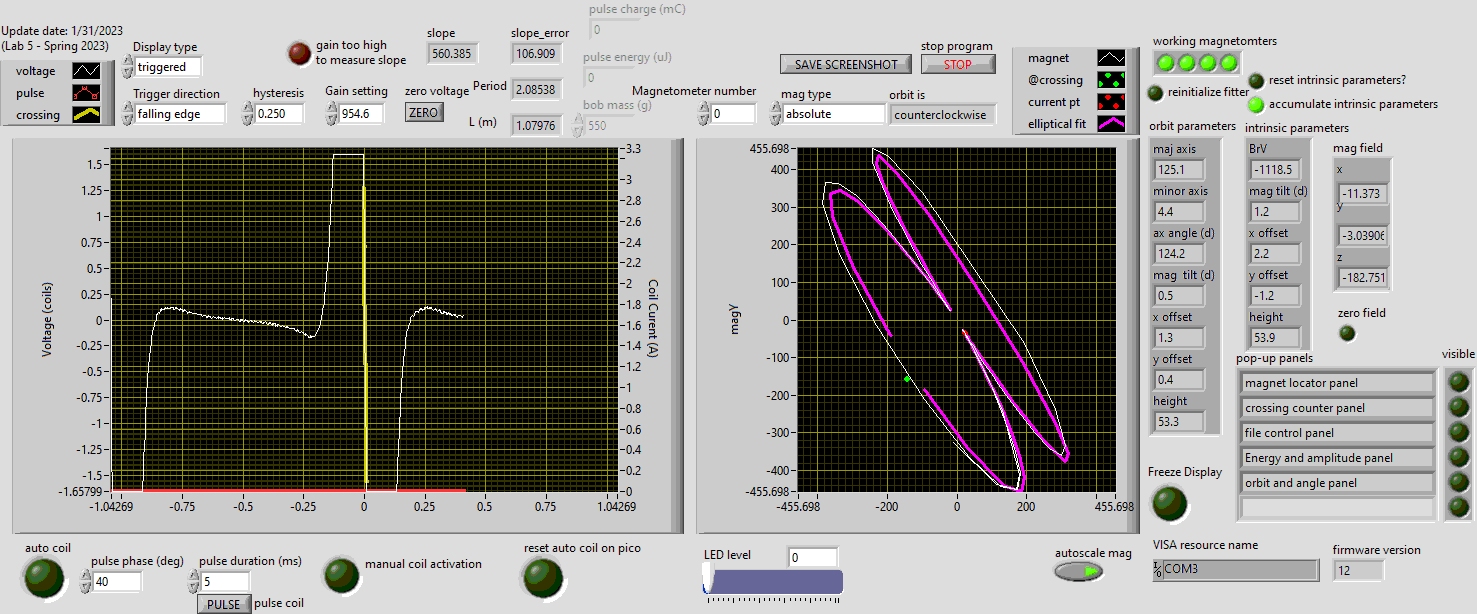 Update date: 1/31/2023
(Lab 5 - Spring 2023)
voltage
pulse
crossing
Display type
triggered
Trigger direction
falling edge
gain too high
to measure slope
hysteresis
0.250
Gain setting
954.6
slope
560.385
slope_error
106.909
zero voltage
ZERO
Period
2.08538
L (m)
1.07976
pulse charge (mC)
0
pulse energy (uJ)
0
bob mass (g)
550
Magnetometer number
0
SAVE SCREENSHOT
stop program
STOP
mag type
absolute
orbit is
counterclockwise
magnet
@crossing
current pt
elliptical fit
working magnetomters
reinitialize fitter
reset intrinsic parameters?
accumulate intrinsic parameters
Voltage (coils)
1.5
1.25
1
0.75
0.5
0.25
0
-0.25
-0.5
-0.75
-1
-1.25
-1.5
-1.65799
-1.04269
-0.75
-0.5
-0.25
0
0.25
0.5
0.75
1.04269
3.3
3
2.8
2.6
2.4
2.2
2
1.8
1.6
1.4
1.2
1
0.8
0.6
0.4
0.2
0
Coil Curent (A)
magy
455.698
400
300
200
100
0
-100
-200
-300
-400
-455.698
-455.698
-200
0
200
455.698
orbit parameters
maj axis
125.1
minor axis
4.4
ax angle (d)
124.2
mag tilt (d)
0.5
x offset
1.3
y offset
0.4
height
53.3
intrinsic parameters
BrV
-1118.5
mag tilt (d)
1.2
x offset
2.2
y offset
-1.2
height
53.9
mag field
x
-11.373
y
-3.03906
z
-182.751
zero field
pop-up panels
visible
magnet locator panel
crossing counter panel
file control panel
Energy and amplitude panel
orbit and angle panel
Freeze Display
auto coil
pulse phase (deg)
40
pulse duration (ms)
5
PULSE
pulse coil
manual coil activation
reset auto coil on pico
LED level
0
autoscale mag
VISA resource name
COM3
firmware version
12